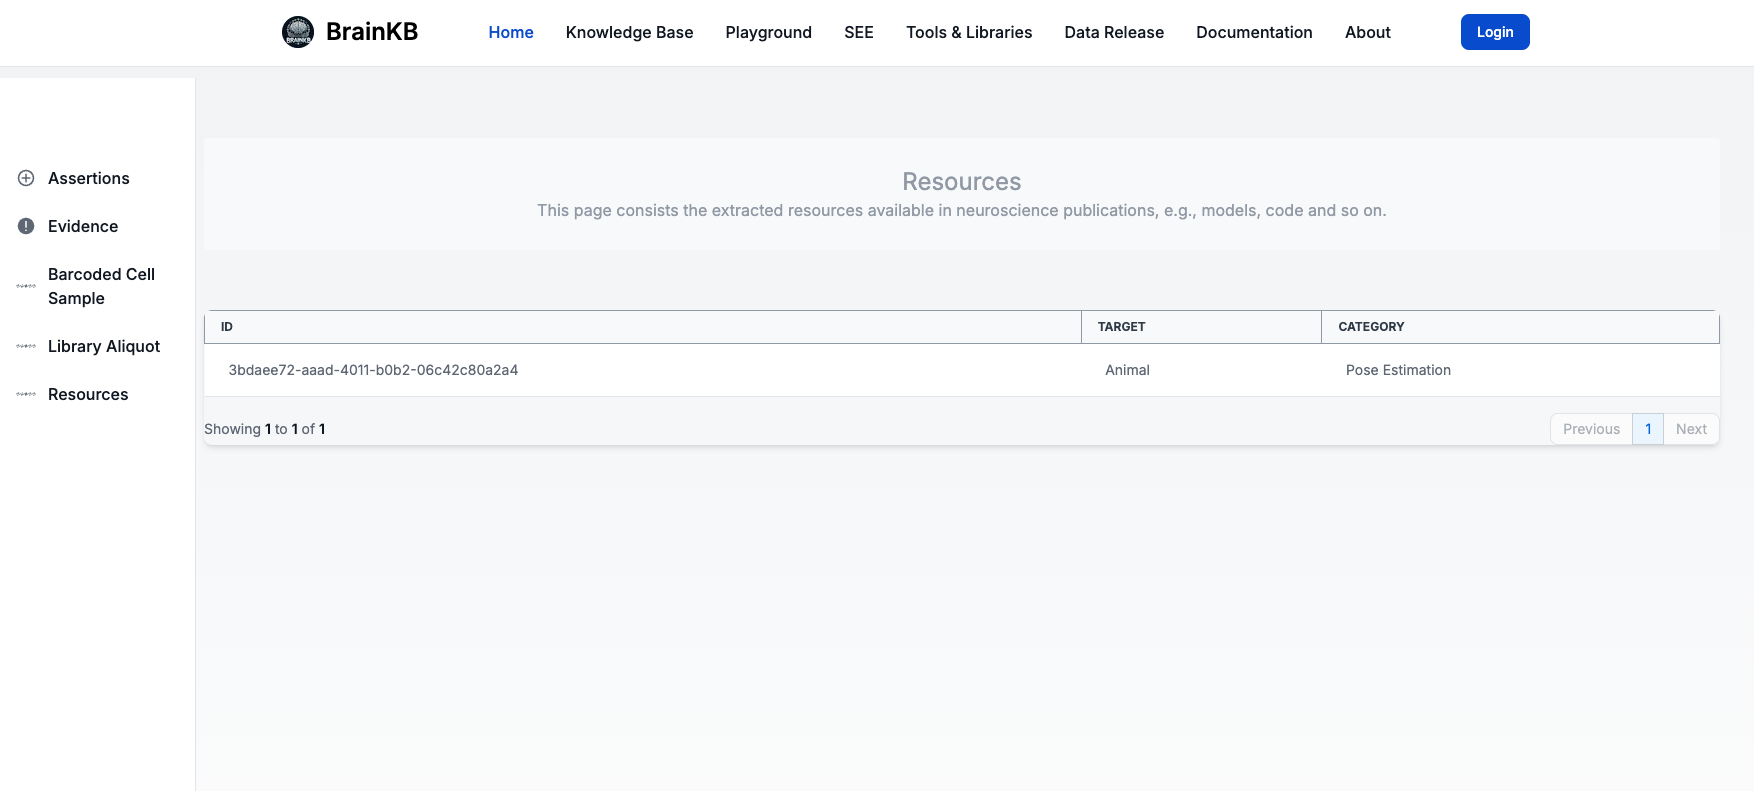 BrainKB
Home
Knowledge Base
Playground
SEE
Tools & Libraries
Data Release
Documentation
About
Login
Assertions
Evidence
Barcoded Cell
Sample
Library Aliquot
Resources
Resources
This page consists the extracted resources available in neuroscience publications, e.g., models, code and so on.
ID
TARGET
CATEGORY
3bdaee72-aaad-4011-b0b2-06c42c80a2a4
Animal
Pose Estimation
Showing 1 to 1 of 1
Previous
1
Next